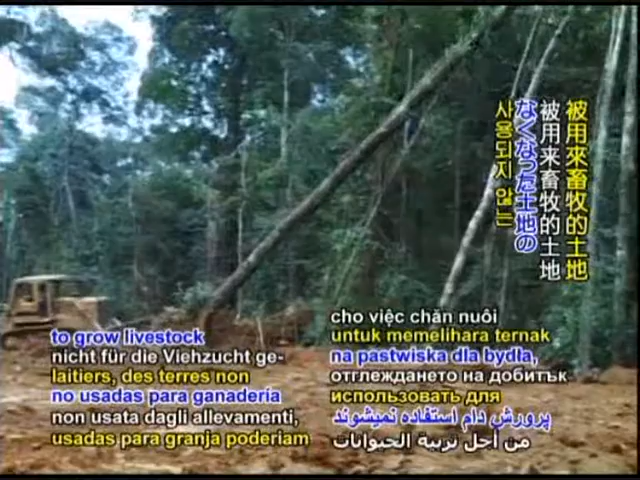 被用來畜牧的土地
被用来畜牧的土地
なくなった土地の
사용되지 않는
to grow livestock
nicht für die Viehzucht ge-
laitiers, des terres non
no usadas para ganadería
non usata dagli allevamenti,
usadas para granja poderiam
cho việc chăn nuôi
untuk memelihara ternak
na pastwiska dla bydła,
отглеждането на добитък
использовать для
پرورش دام استفاده نمیشوند
من أجل تربية الحيوانات